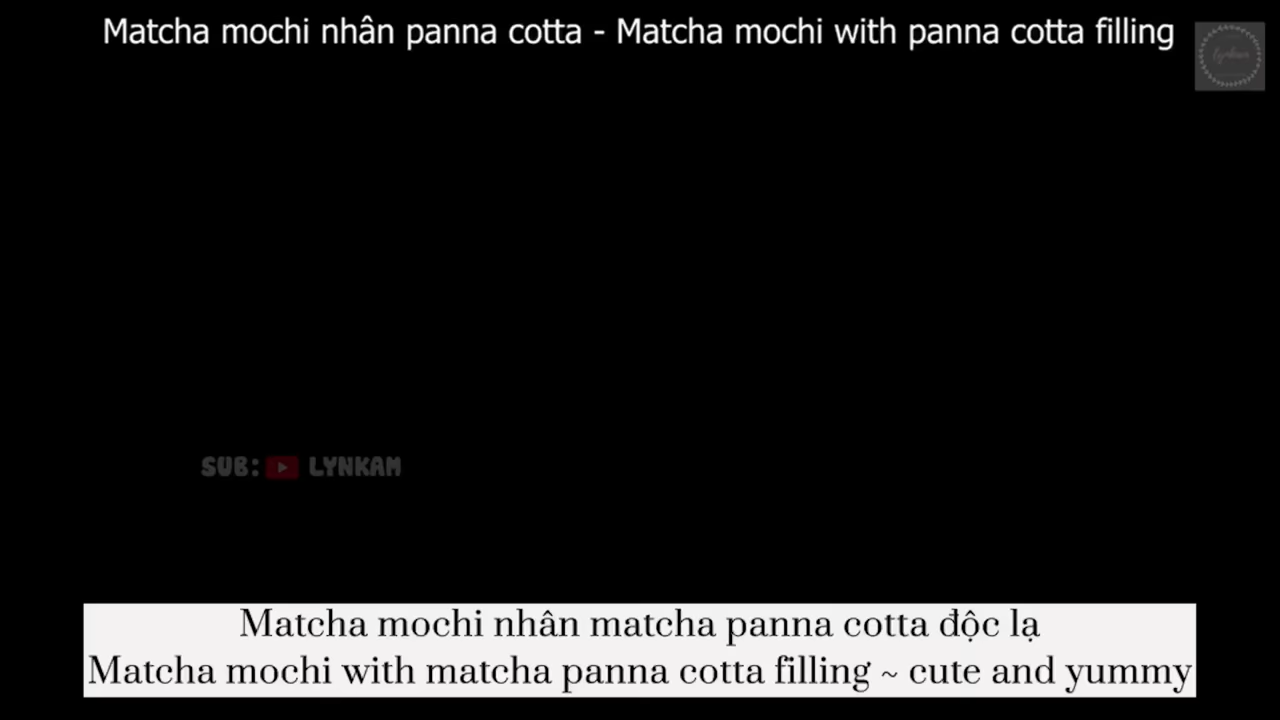 Matcha mochi nhân panna cotta - Matcha mochi with panna cotta filling
SUB: LYNKAM
Matcha mochi nhân matcha panna cotta độc lạ
Matcha mochi with matcha panna cotta filling ~ cute and yummy